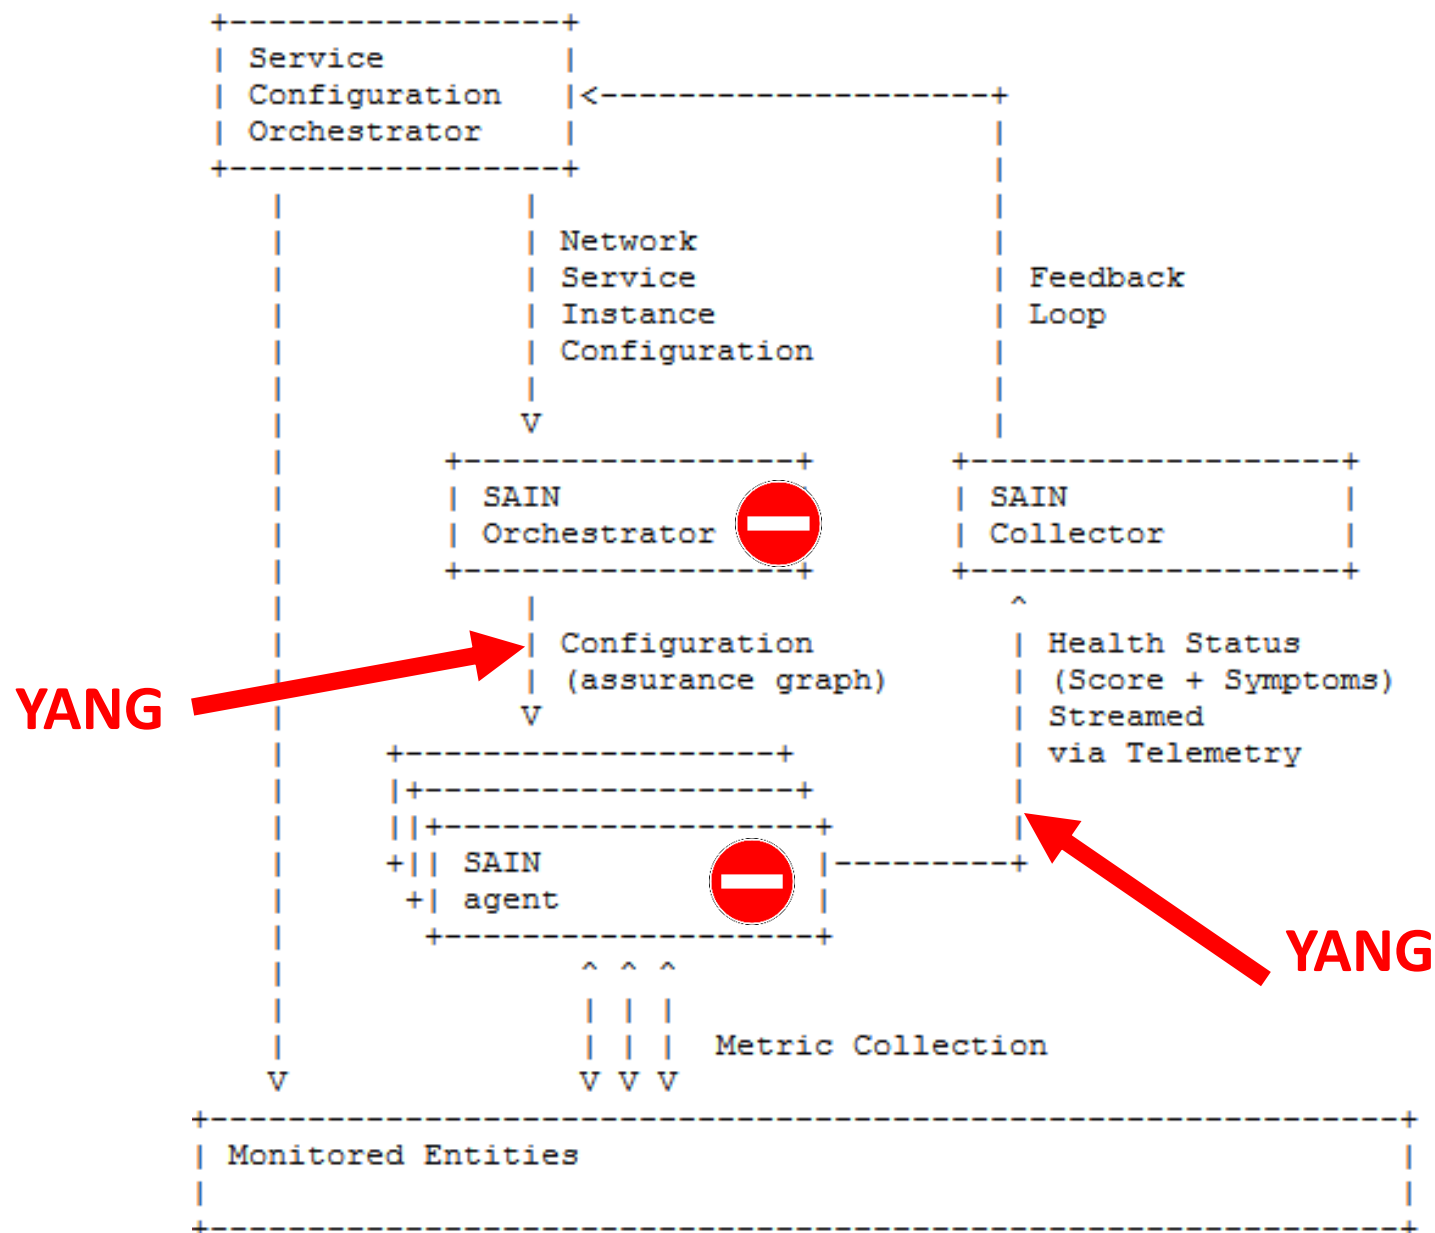 +-----------------+
| Service         |
| Configuration   |<--------------------+
| Orchestrator    |                     |
+-----------------+                     |
   |            |                       |
   |            | Network               |
   |            | Service               | Feedback
   |            | Instance              | Loop
   |            | Configuration         |
   |            |                       |
   |            V                       |
   |        +-----------------+       +-------------------+
   |        | SAIN            |       | SAIN              |
   |        | Orchestrator            | Collector         |
   |        +-----------------+       +-------------------+
   |            |                        ^
   |            | Configuration          | Health Status
   |            | (assurance graph)      | (Score + Symptoms)
YANG
   |            V                        | Streamed
   |     +-------------------+           | via Telemetry
   |     |+-------------------+          |
   |     ||+-------------------+         |
   |     +|| SAIN              |---------+
   |      +| agent             |
   |       +-------------------+
YANG
   |               ^ ^ ^
   |               | | |
   |               | | |  Metric Collection
   V               V V V
+-------------------------------------------------------------+
| Monitored Entities                                          |
|                                                             |
+-------------------------------------------------------------+